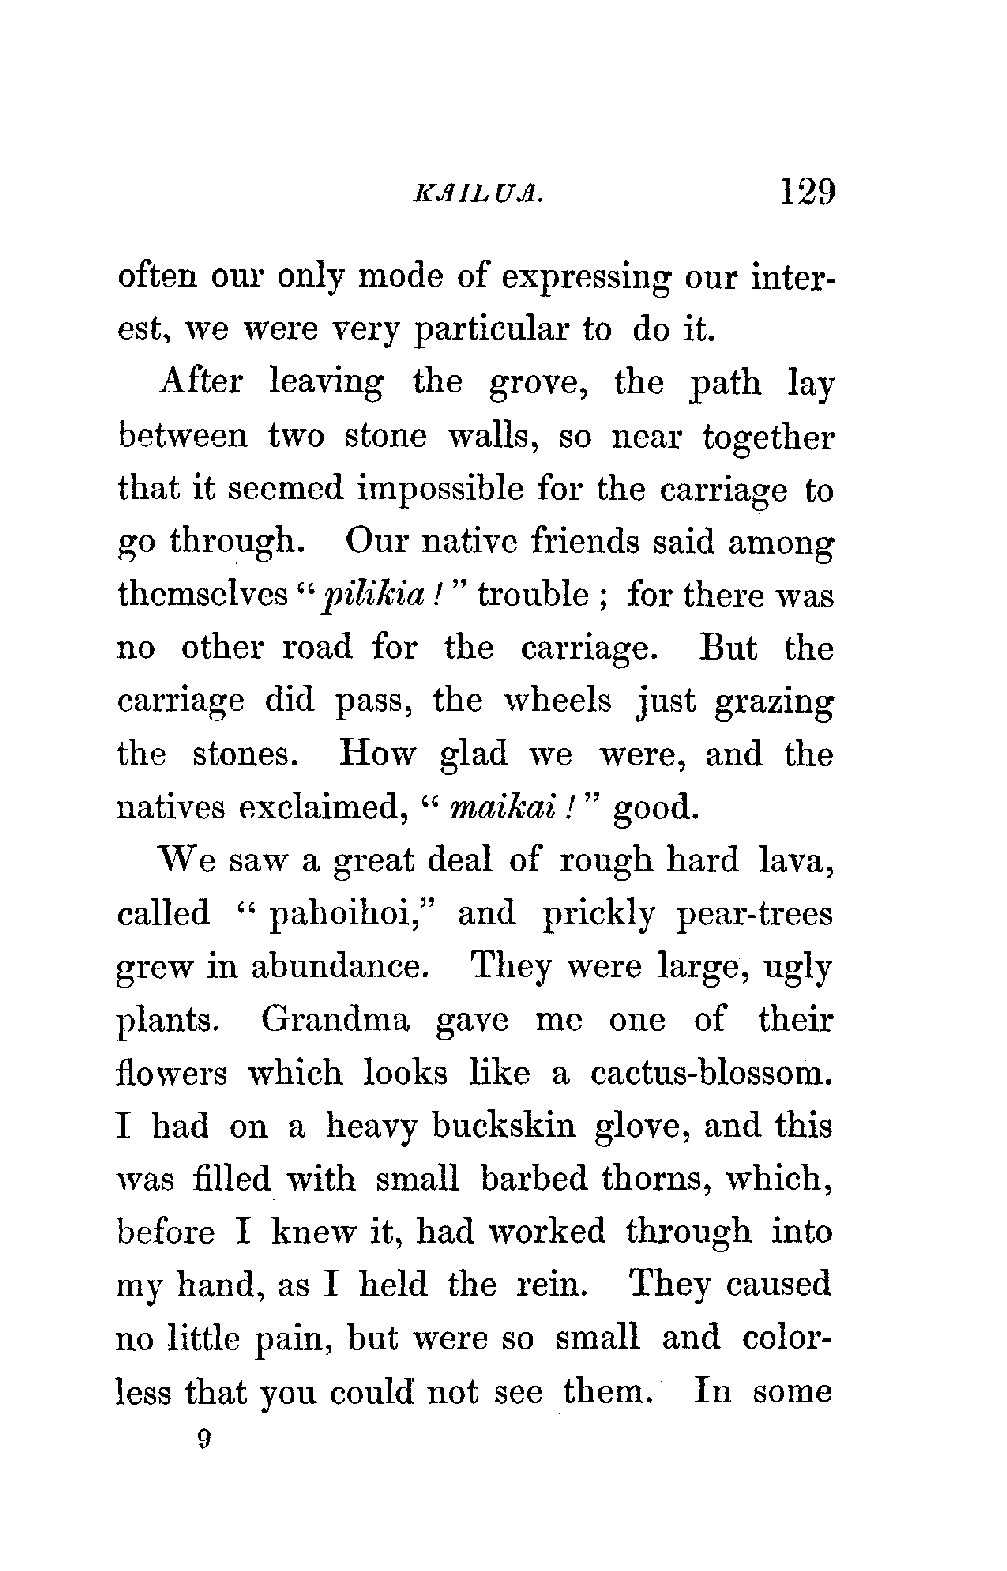 KAILUA. 129
often our only mode of expressing our inter-
est, we were very particular to do it.
After leaving the grove, the path lay
between two stone walls, so near together
that it seemed impossible for the carriage to
go through. Our native friends said among
themselves “pilikia!” trouble; for there was
no other road for the carriage. But the
carriage did pass, the wheels just grazing
the stones. How glad we were, and the
natives exclaimed, “maikai!” good.
We saw a great deal of rough hard lava,
called “pahoihoi,” and prickly pear-trees
grew in abundance. They were large, ugly
plants. Grandma gave me one of their
flowers which looks like a cactus-blossom.
I had on a heavy buckskin glove, and this
was filled with small barbed thorns, which,
before I knew it, had worked through into
my hand, as I held the rein. They caused
no little pain, but were so small and color-
less that you could not see them. In some
9